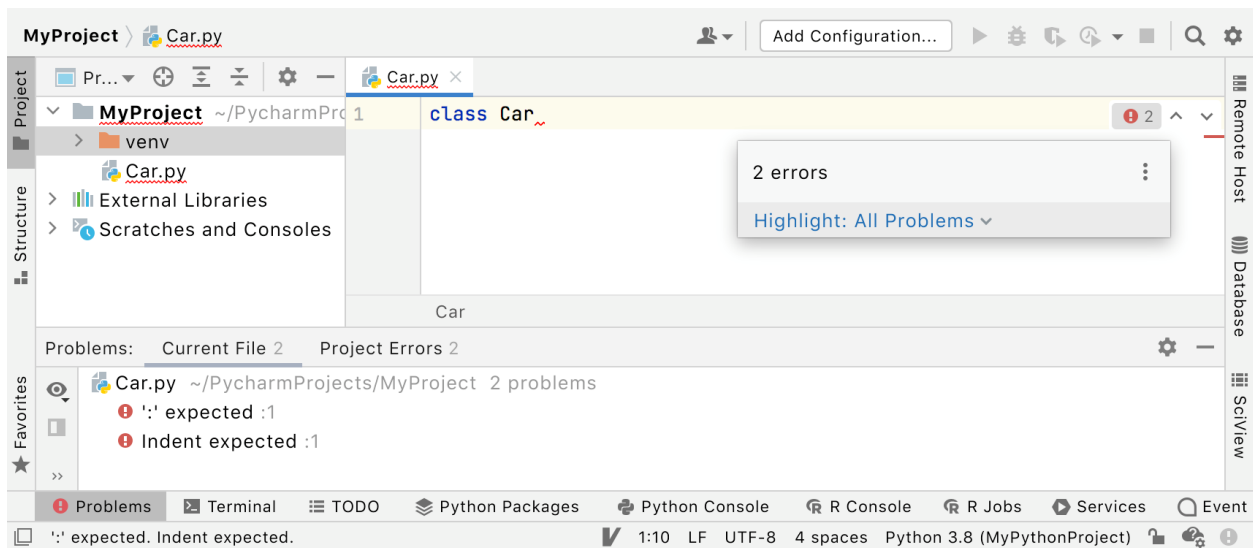 MyProject Car.py Add Configuration...
Project Pr... Car.py
MyProject ~/PycharmPrc 1 class Car 2
venv
Car.py
External Libraries
Scratches and Consoles
2 errors
Highlight: All Problems
Car
Structure
Favorites
Remote Host
Database
SciView
Problems: Current File 2 Project Errors 2
Car.py ~/PycharmProjects/MyProject 2 problems
':' expected :1
Indent expected :1
Problems Terminal TODO Python Packages Python Console R Console R Jobs Services Event
':' expected. Indent expected. 1:10 LF UTF-8 4 spaces Python 3.8 (MyPythonProject)